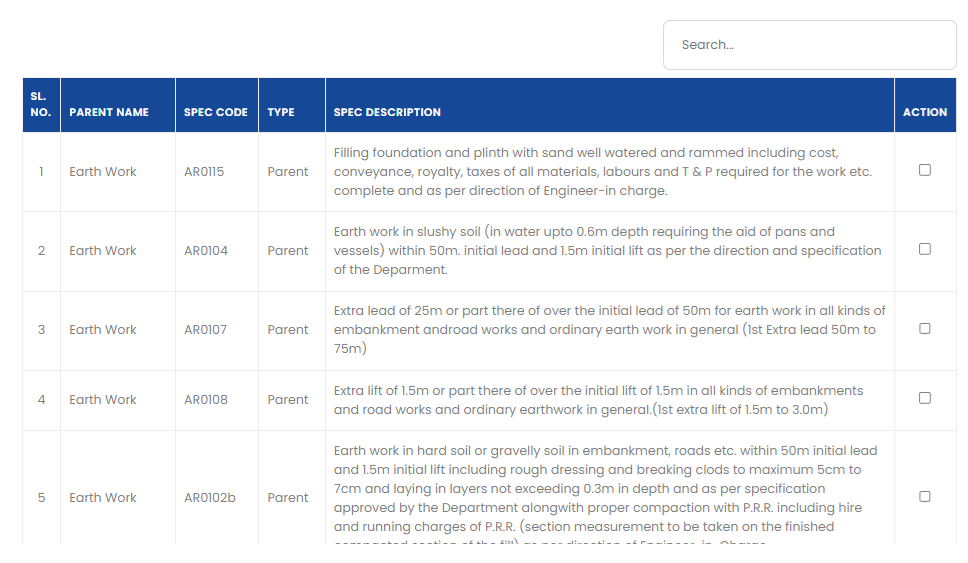 Search...
SL.
NO. PARENT NAME SPEC CODE TYPE SPEC DESCRIPTION ACTION
Filling foundation and plinth with sand well watered and rammed including cost,
1 Earth Work AR0115 Parent conveyance, royalty, taxes of all materials, labours and T & P required for the work etc.
complete and as per direction of Engineer-in charge.
Earth work in slushy soil (in water upto 0.6m depth requiring the aid of pans and
2 Earth Work AR0104 Parent vessels) within 50m. initial lead and 1.5m initial lift as per the direction and specification
of the Deparment.
Extra lead of 25m or part there of over the initial lead of 50m for earth work in all kinds of
3 Earth Work AR0107 Parent embankment androad works and ordinary earth work in general (1st Extra lead 50m to
75m)
Extra lift of 1.5m or part there of over the initial lift of 1.5m in all kinds of embankments
4 Earth Work AR0108 Parent and road works and ordinary earthwork in general.(1st extra lift of 1.5m to 3.0m)
Earth work in hard soil or gravelly soil in embankment, roads etc. within 50m initial lead
and 1.5m initial lift including rough dressing and breaking clods to maximum 5cm to
5 Earth Work AR0102b Parent 7cm and laying in layers not exceeding 0.3m in depth and as per specification
approved by the Department alongwith proper compaction with P.R.R. including hire
and running charges of P.R.R. (section measurement to be taken on the finished
compacted section of the fill) as per direction of Engineer-in-Charge.